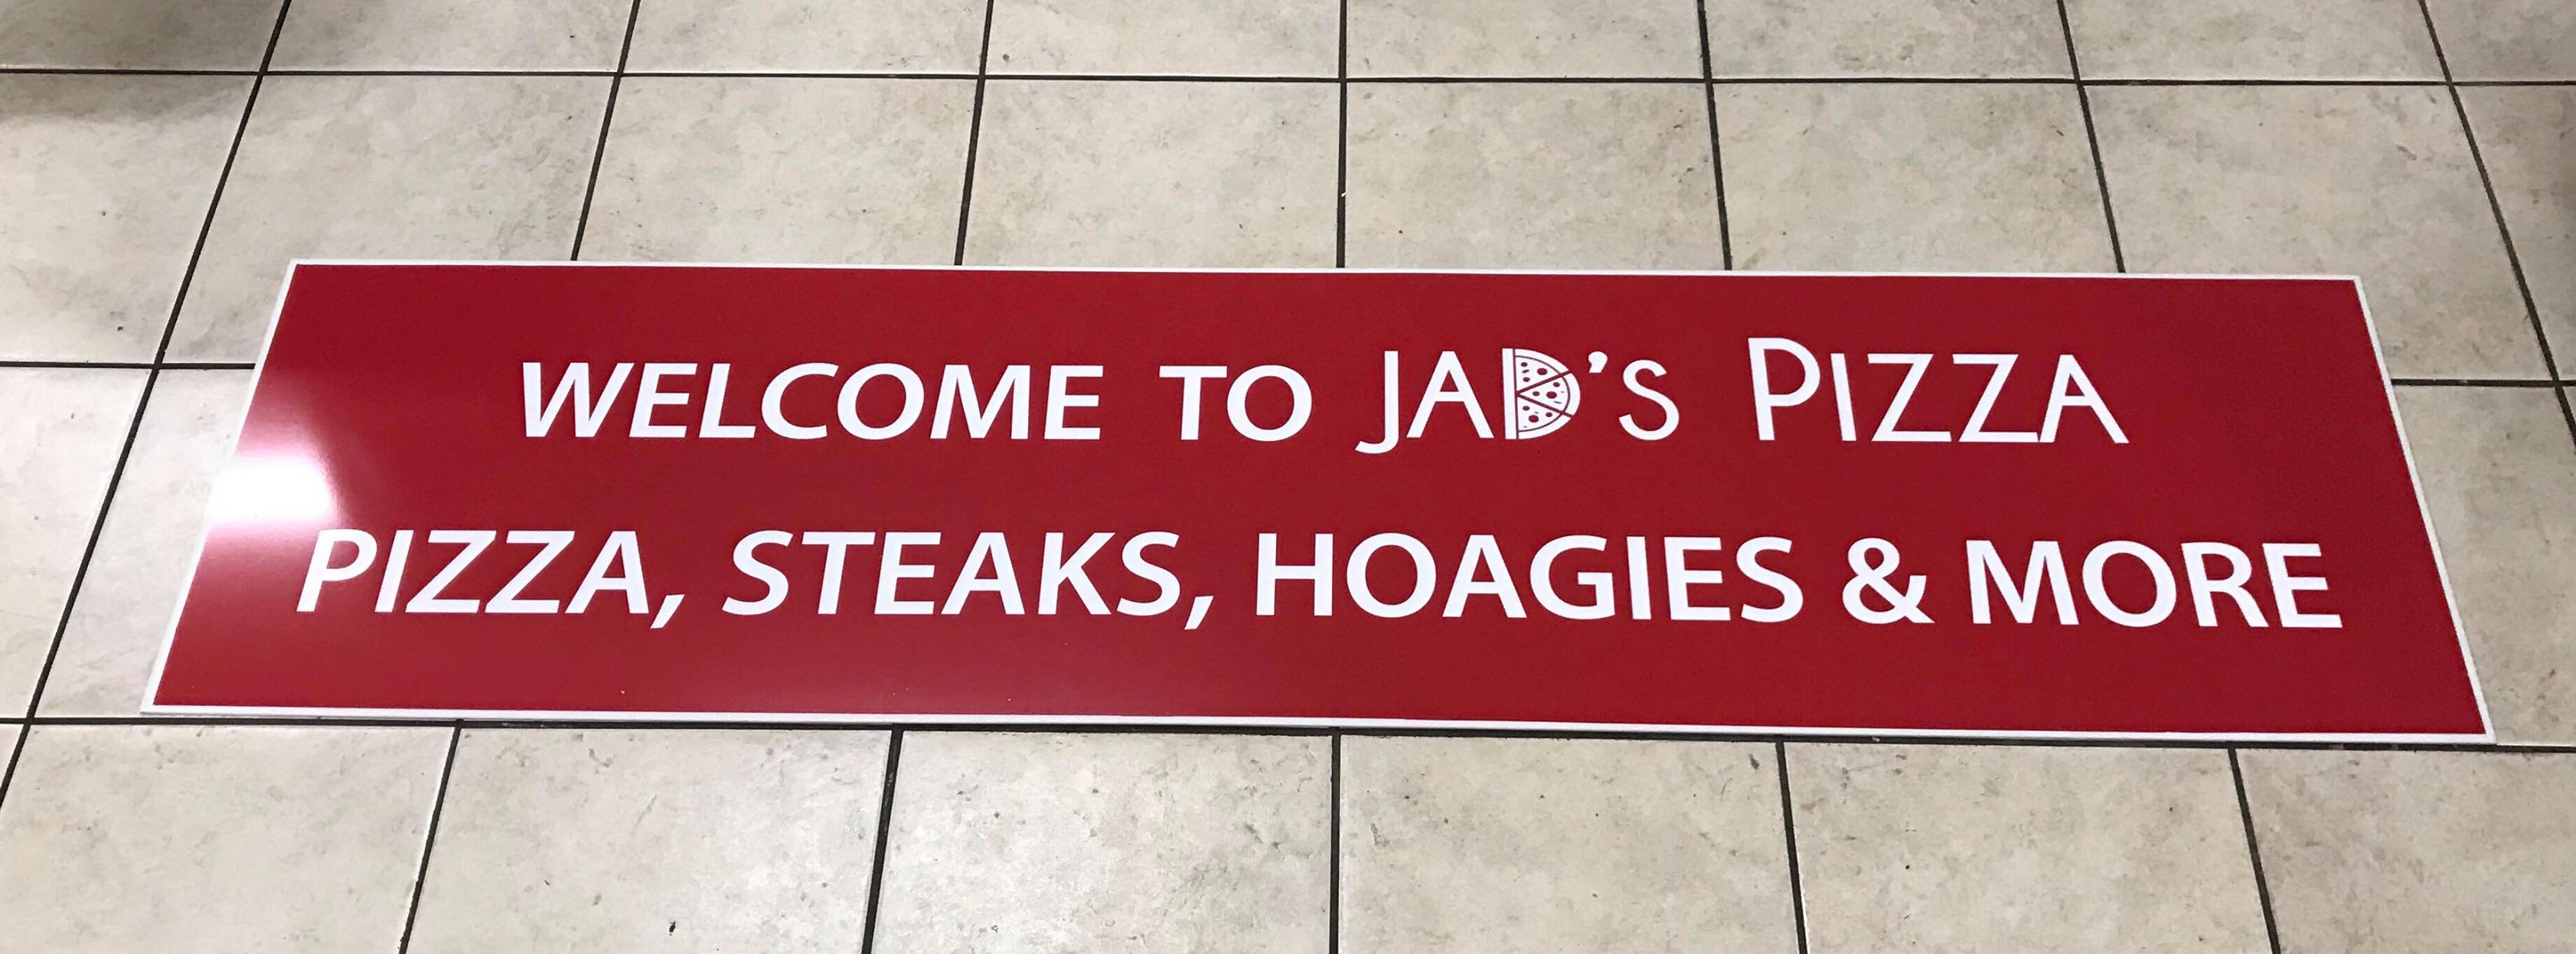 WELCOME TO JAD'S PIZZA
PIZZA, STEAKS, HOAGIES & MORE